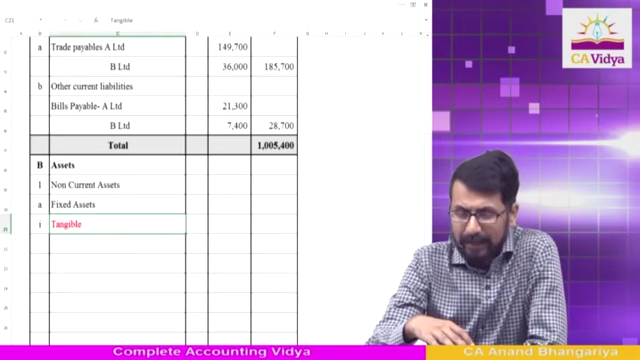 C21 fx Tangible
a Trade payables A Ltd 149,700
B Ltd 36,000 185,700
b Other current liabilities
Bills Payable- A Ltd 21,300
B Ltd 7,400 28,700
Total 1,005,400
B Assets
1 Non Current Assets
a Fixed Assets
i Tangible
CA Vidya
Complete Accounting Vidya
CA Anand Bhangariya